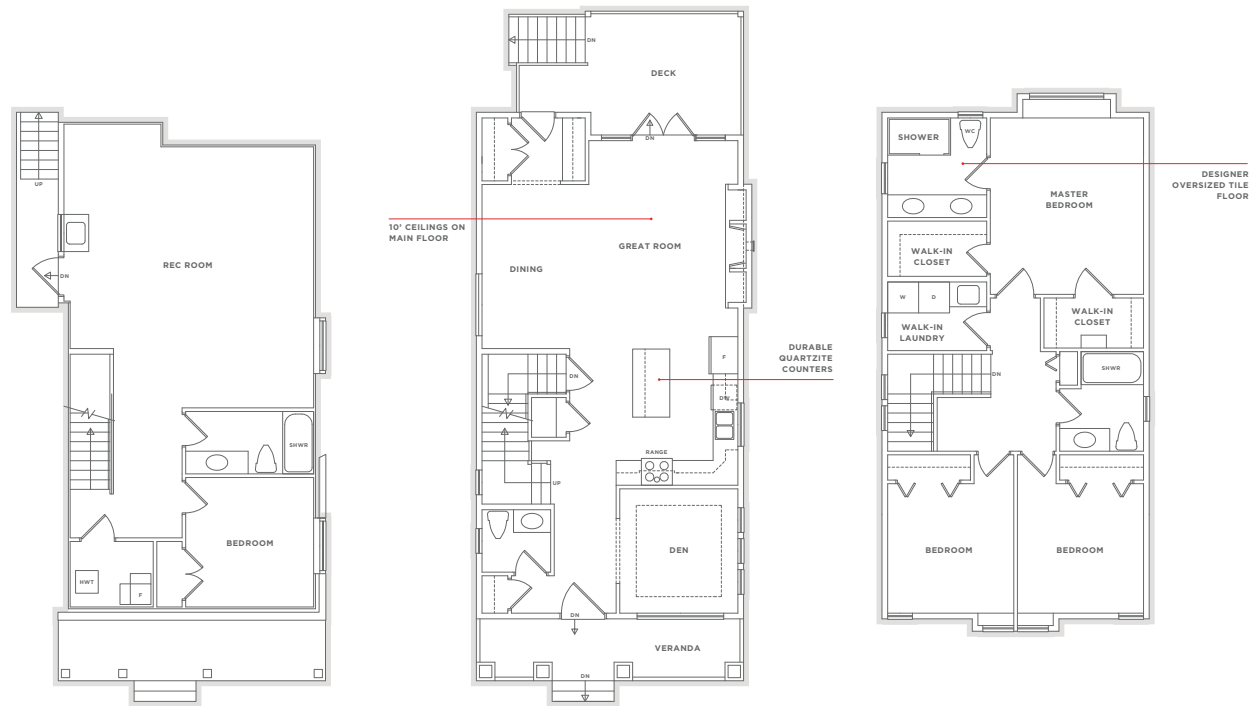 UP
DN
REC ROOM
SHWR
BEDROOM
HWT
F
DN
DECK
DN
10' CEILINGS ON
MAIN FLOOR
GREAT ROOM
DINING
DURABLE
QUARTZITE
COUNTERS
F
DN
DW
RANGE
UP
DEN
DN
VERANDA
DN
SHOWER
WC
DESIGNER
OVERSIZED TILE
FLOOR
MASTER
BEDROOM
WALK-IN
CLOSET
W
D
WALK-IN
LAUNDRY
WALK-IN
CLOSET
DN
SHWR
BEDROOM
BEDROOM